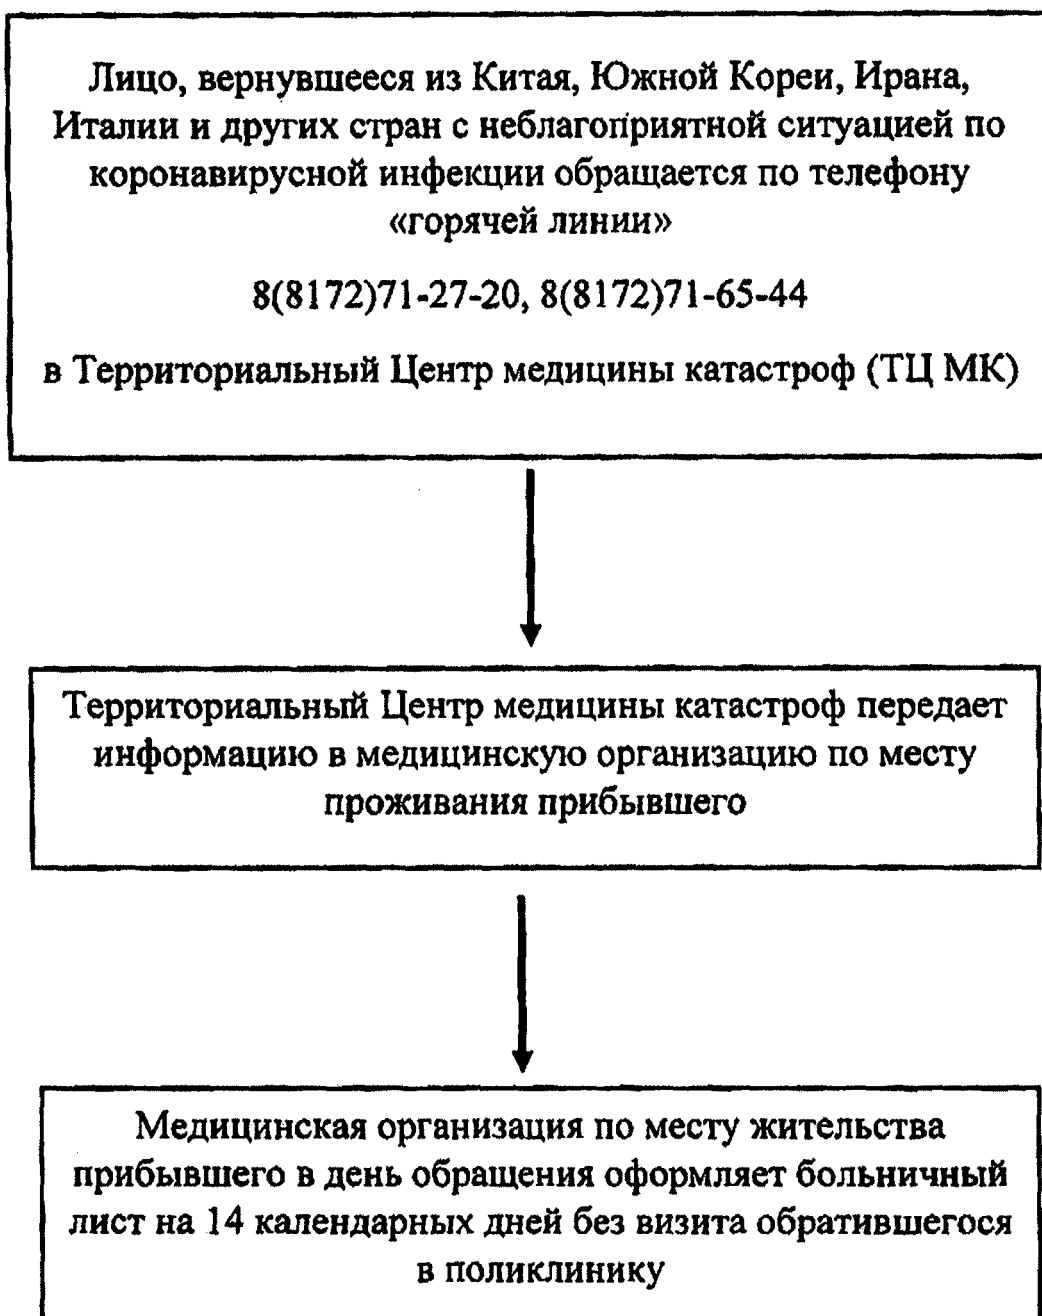 Лицо, вернувшееся из Китая, Южной Кореи, Ирана,
Италии и других стран с неблагоприятной ситуацией по
коронавирусной инфекции обращается по телефону
«горячей линии»
8(8172)71-27-20, 8(8172)71-65-44
в Территориальный Центр медицины катастроф (ТЦ МК)
Территориальный Центр медицины катастроф передает
информацию в медицинскую организацию по месту
проживания прибывшего
Медицинская организация по месту жительства
прибывшего в день обращения оформляет больничный
лист на 14 календарных дней без визита обратившегося
в поликлинику